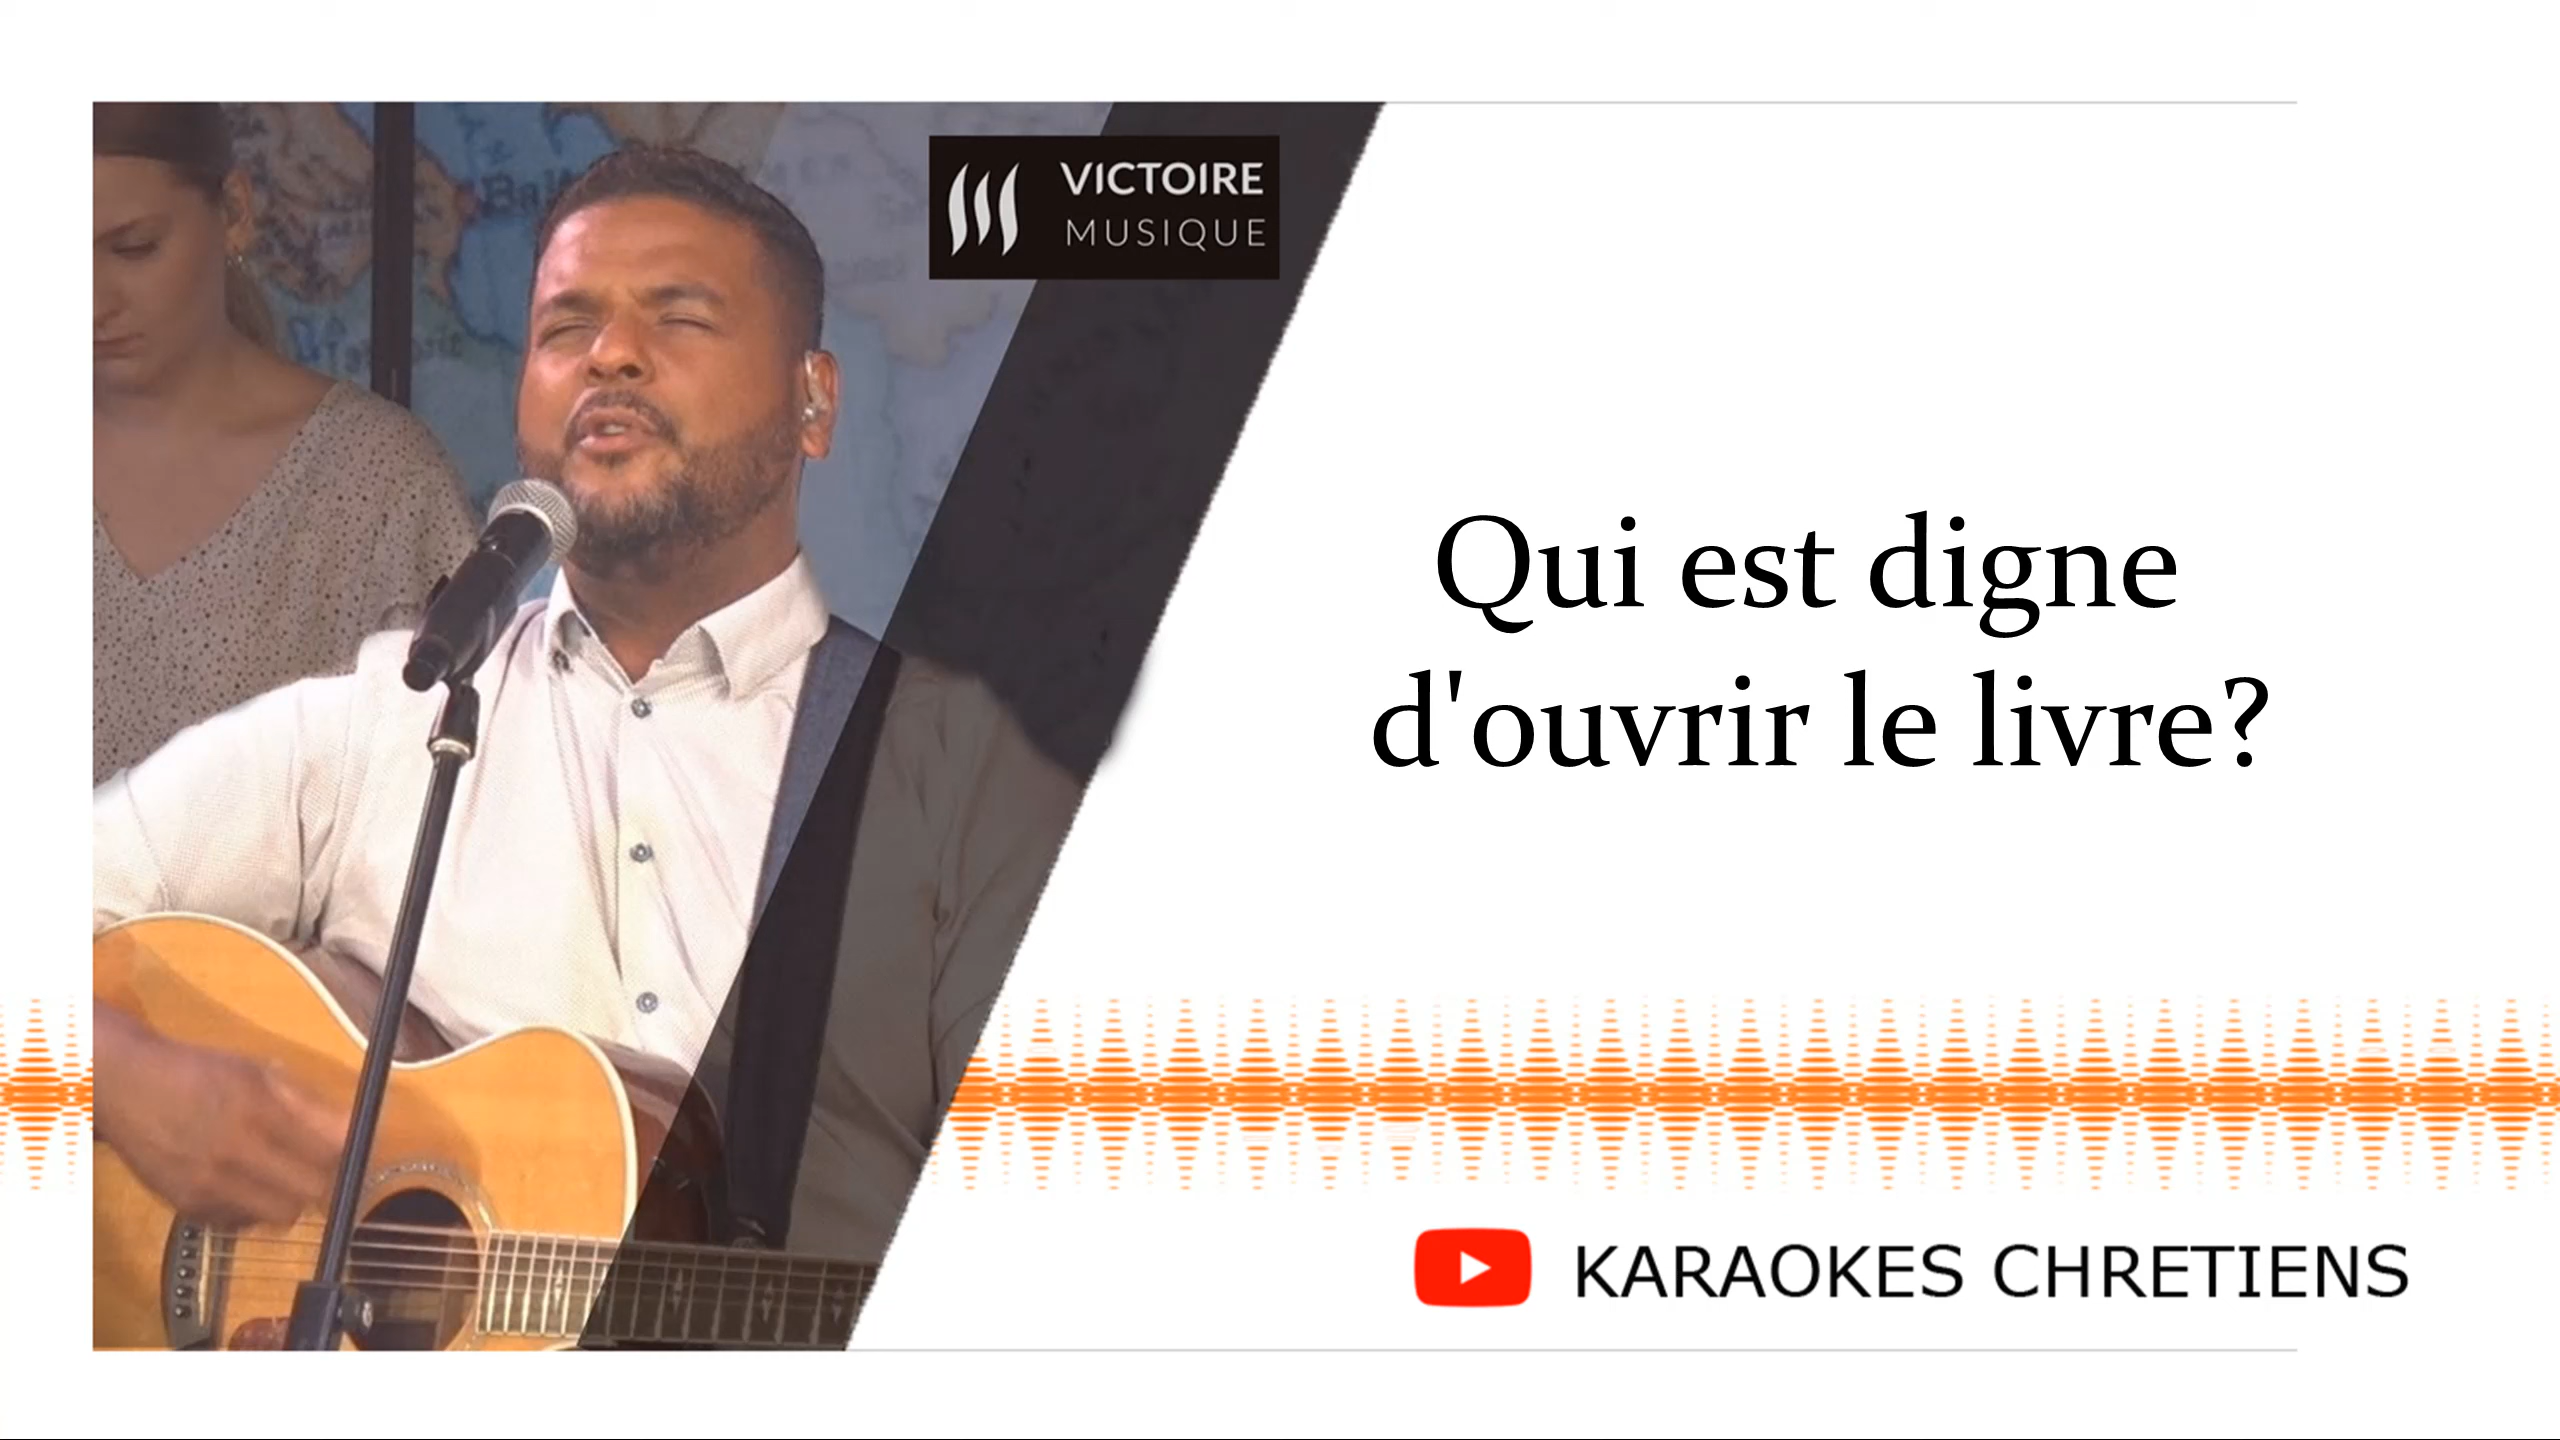 VICTOIRE
MUSIQUE
Qui est digne
d'ouvrir le livre?
KARAOKES CHRETIENS